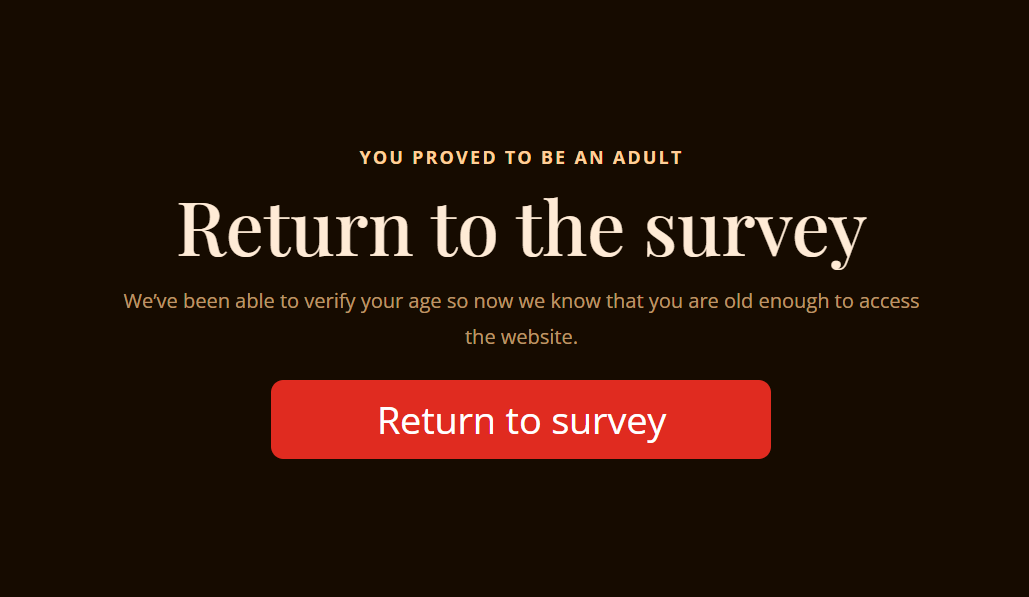 YOU PROVED TO BE AN ADULT
Return to the survey
We’ve been able to verify your age so now we know that you are old enough to access
the website.
Return to survey